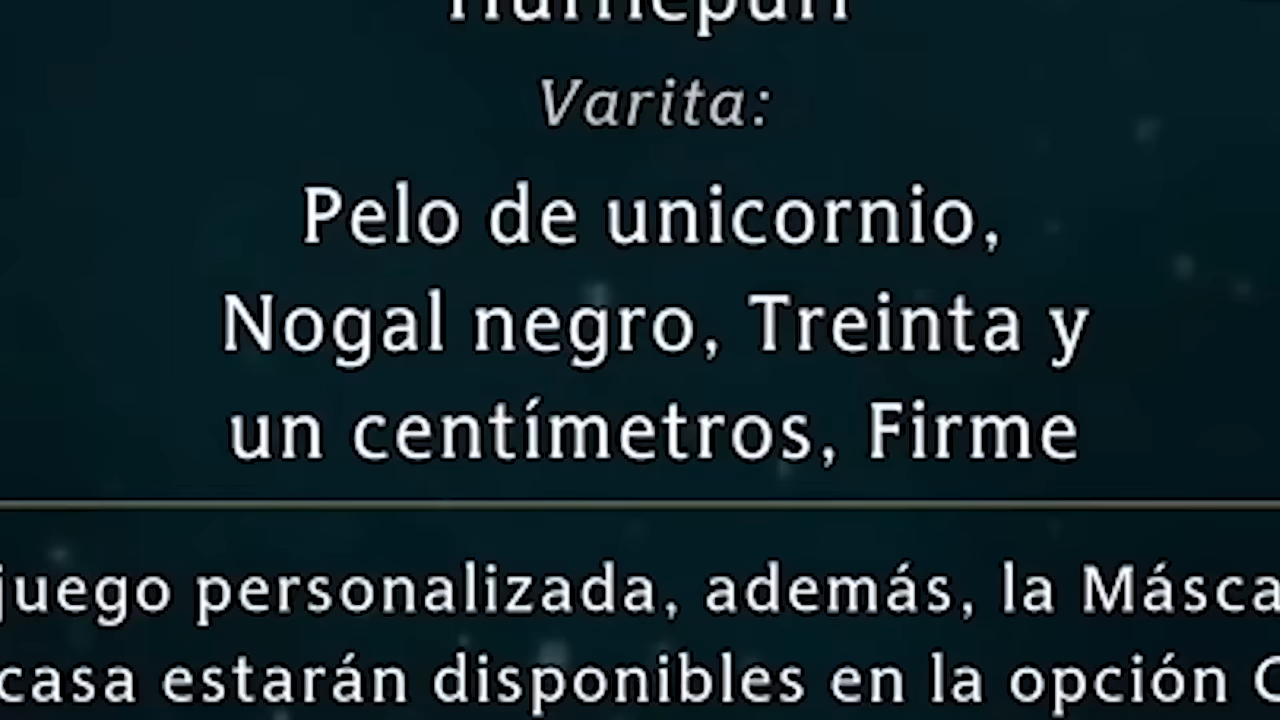 Varita:
Pelo de unicornio,
Nogal negro, Treinta y
un centímetros, Firme
juego personalizada, además, la
casa estarán disponibles en la opción